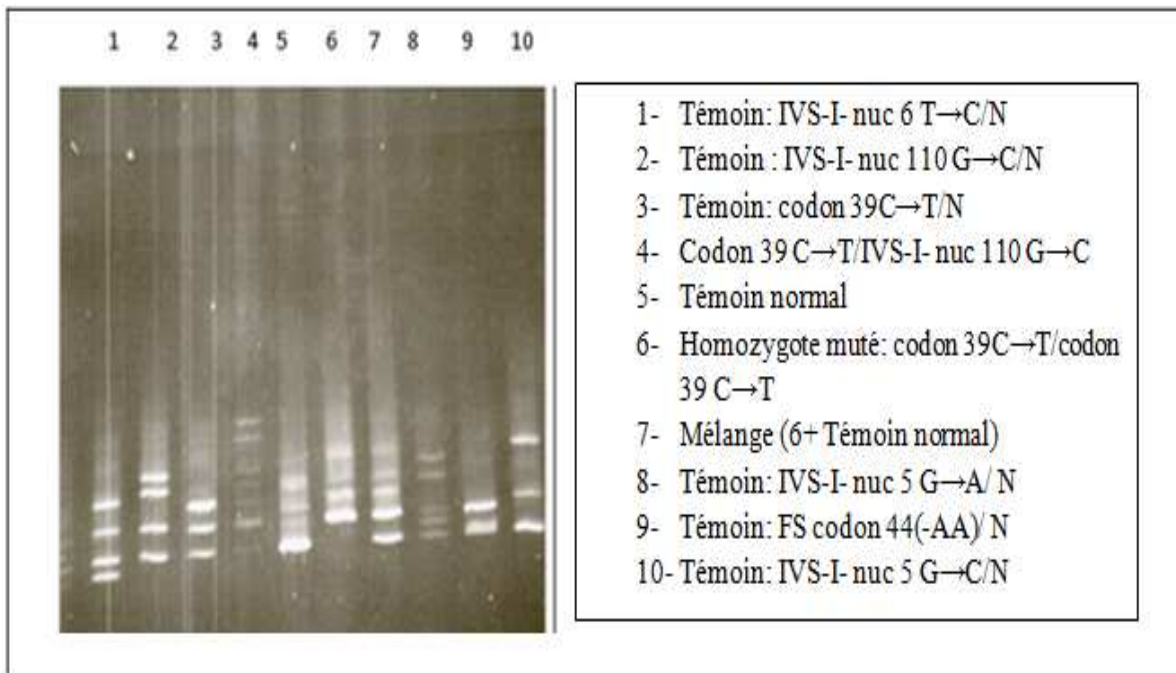 1 2 3 4 5 6 7 8 9 10
1- Témoin: IVS-I- nuc 6 T→C/N
2- Témoin : IVS-I- nuc 110 G→C/N
3- Témoin: codon 39C→T/N
4- Codon 39 C→T/IVS-I- nuc 110 G→C
5- Témoin normal
6- Homozygote muté: codon 39C→T/codon
39 C→T
7- Mélange (6+ Témoin normal)
8- Témoin: IVS-I- nuc 5 G→A/ N
9- Témoin: FS codon 44(-AA)/ N
10- Témoin: IVS-I- nuc 5 G→C/N